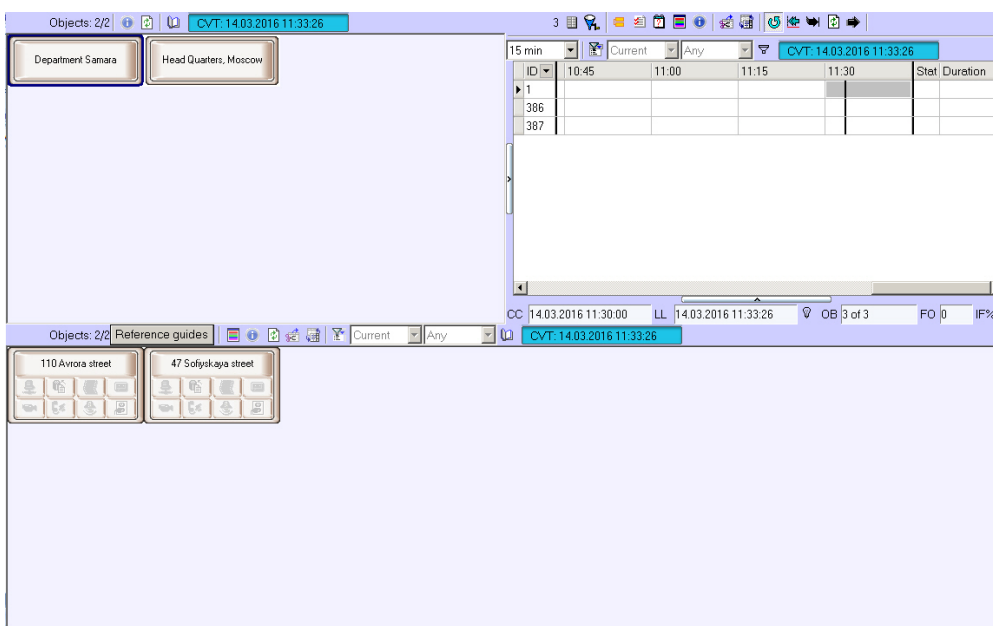 Objects: 2/2 CVT: 14.03.2016 11:33:26
Department Samara Head Quarters, Moscow
3
15 min Current Any CVT: 14.03.2016 11:33:26
ID 10:45 11:00 11:15 11:30 Stat Duration
1
386
387
CC 14.03.2016 11:30:00 LL 14.03.2016 11:33:26 OB 3 of 3 FO 0 IF%
Objects: 2/2 Reference guides Current Any CVT: 14.03.2016 11:33:26
110 Avrora street 47 Sofiyskaya street